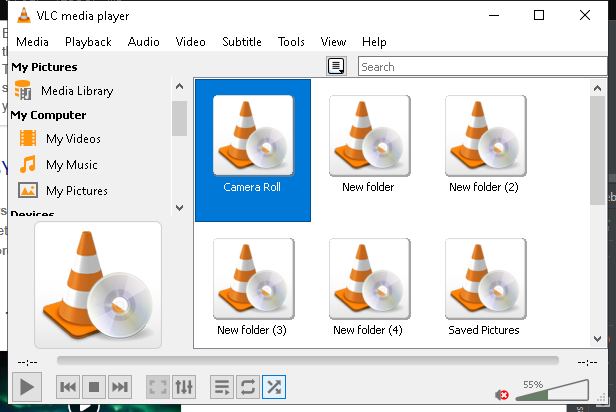 VLC media player
Media Playback Audio Video Subtitle Tools View Help
My Pictures
Search
Media Library
My Computer
My Videos
My Music
My Pictures
Devices
Camera Roll
New folder
New folder (2)
New folder (3)
New folder (4)
Saved Pictures
--:--
--:--
55%